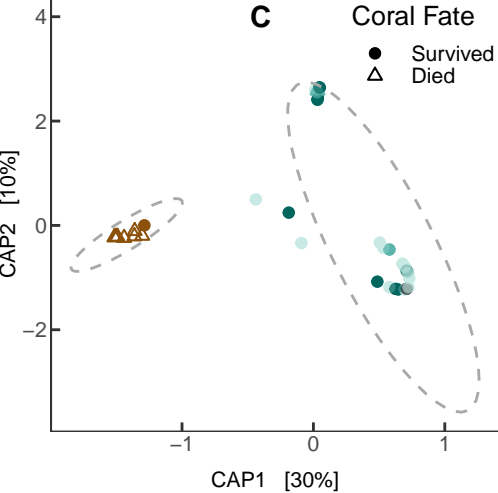 C
Coral Fate
Survived
Died
4
2
0
−2
CAP2 [10%]
−1
0
1
CAP1 [30%]